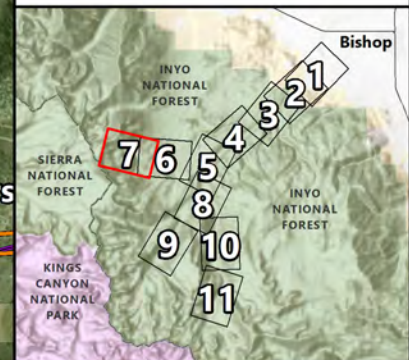 Bishop
INYO
NATIONAL
FOREST
1
2
3
4
7
6
5
SIERRA
NATIONAL
FOREST
S
8
INYO
NATIONAL
FOREST
9
10
KINGS
CANYON
NATIONAL
PARK
11